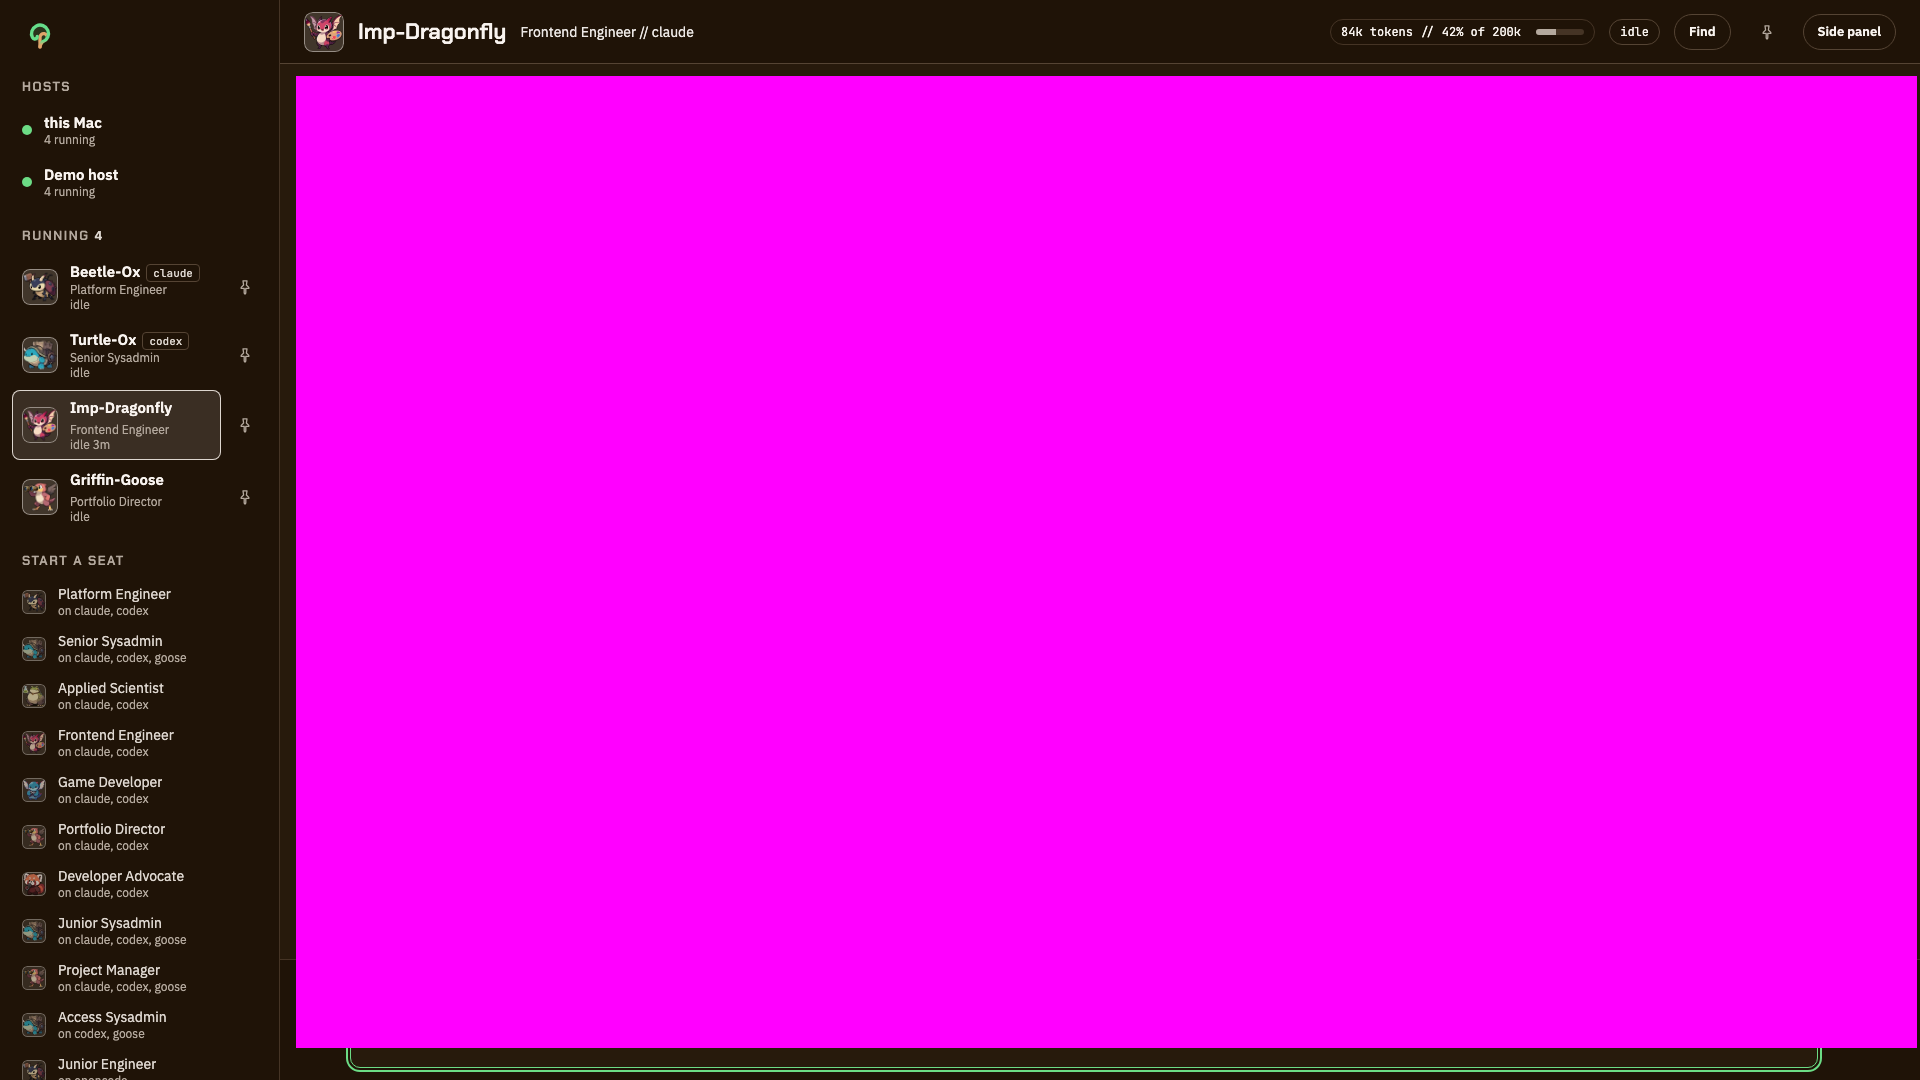 HOSTS
this Mac
4 running
Demo host
4 running
RUNNING 4
Beetle-Ox claude
Platform Engineer
idle
Turtle-Ox codex
Senior Sysadmin
idle
Imp-Dragonfly
Frontend Engineer
idle 3m
Griffin-Goose
Portfolio Director
idle
START A SEAT
Platform Engineer
on claude, codex
Senior Sysadmin
on claude, codex, goose
Applied Scientist
on claude, codex
Frontend Engineer
on claude, codex
Game Developer
on claude, codex
Portfolio Director
on claude, codex
Developer Advocate
on claude, codex
Junior Sysadmin
on claude, codex, goose
Project Manager
on claude, codex, goose
Access Sysadmin
on codex, goose
Junior Engineer
Imp-Dragonfly Frontend Engineer // claude
84k tokens // 42% of 200k idle Find Side panel